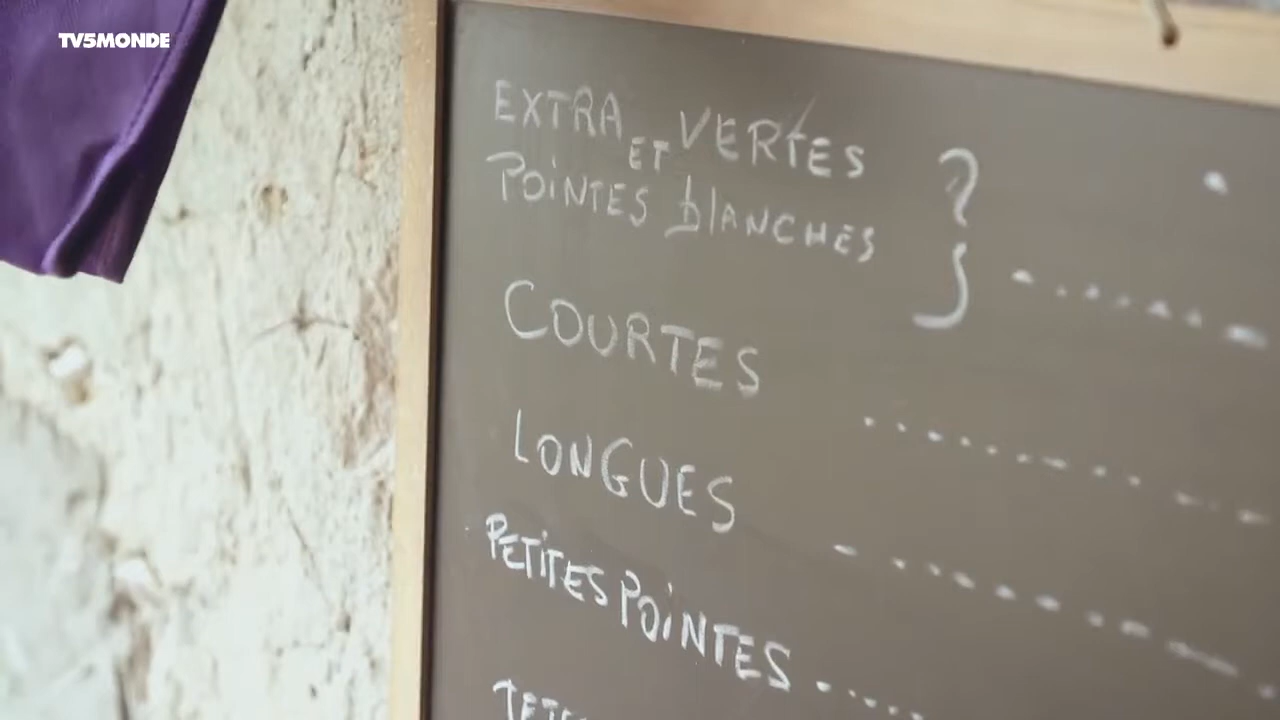 TV5MONDE
EXTRA VERTES
ET
POINTES BLANCHES
COURTES
LONGUES
PETITES POINTES